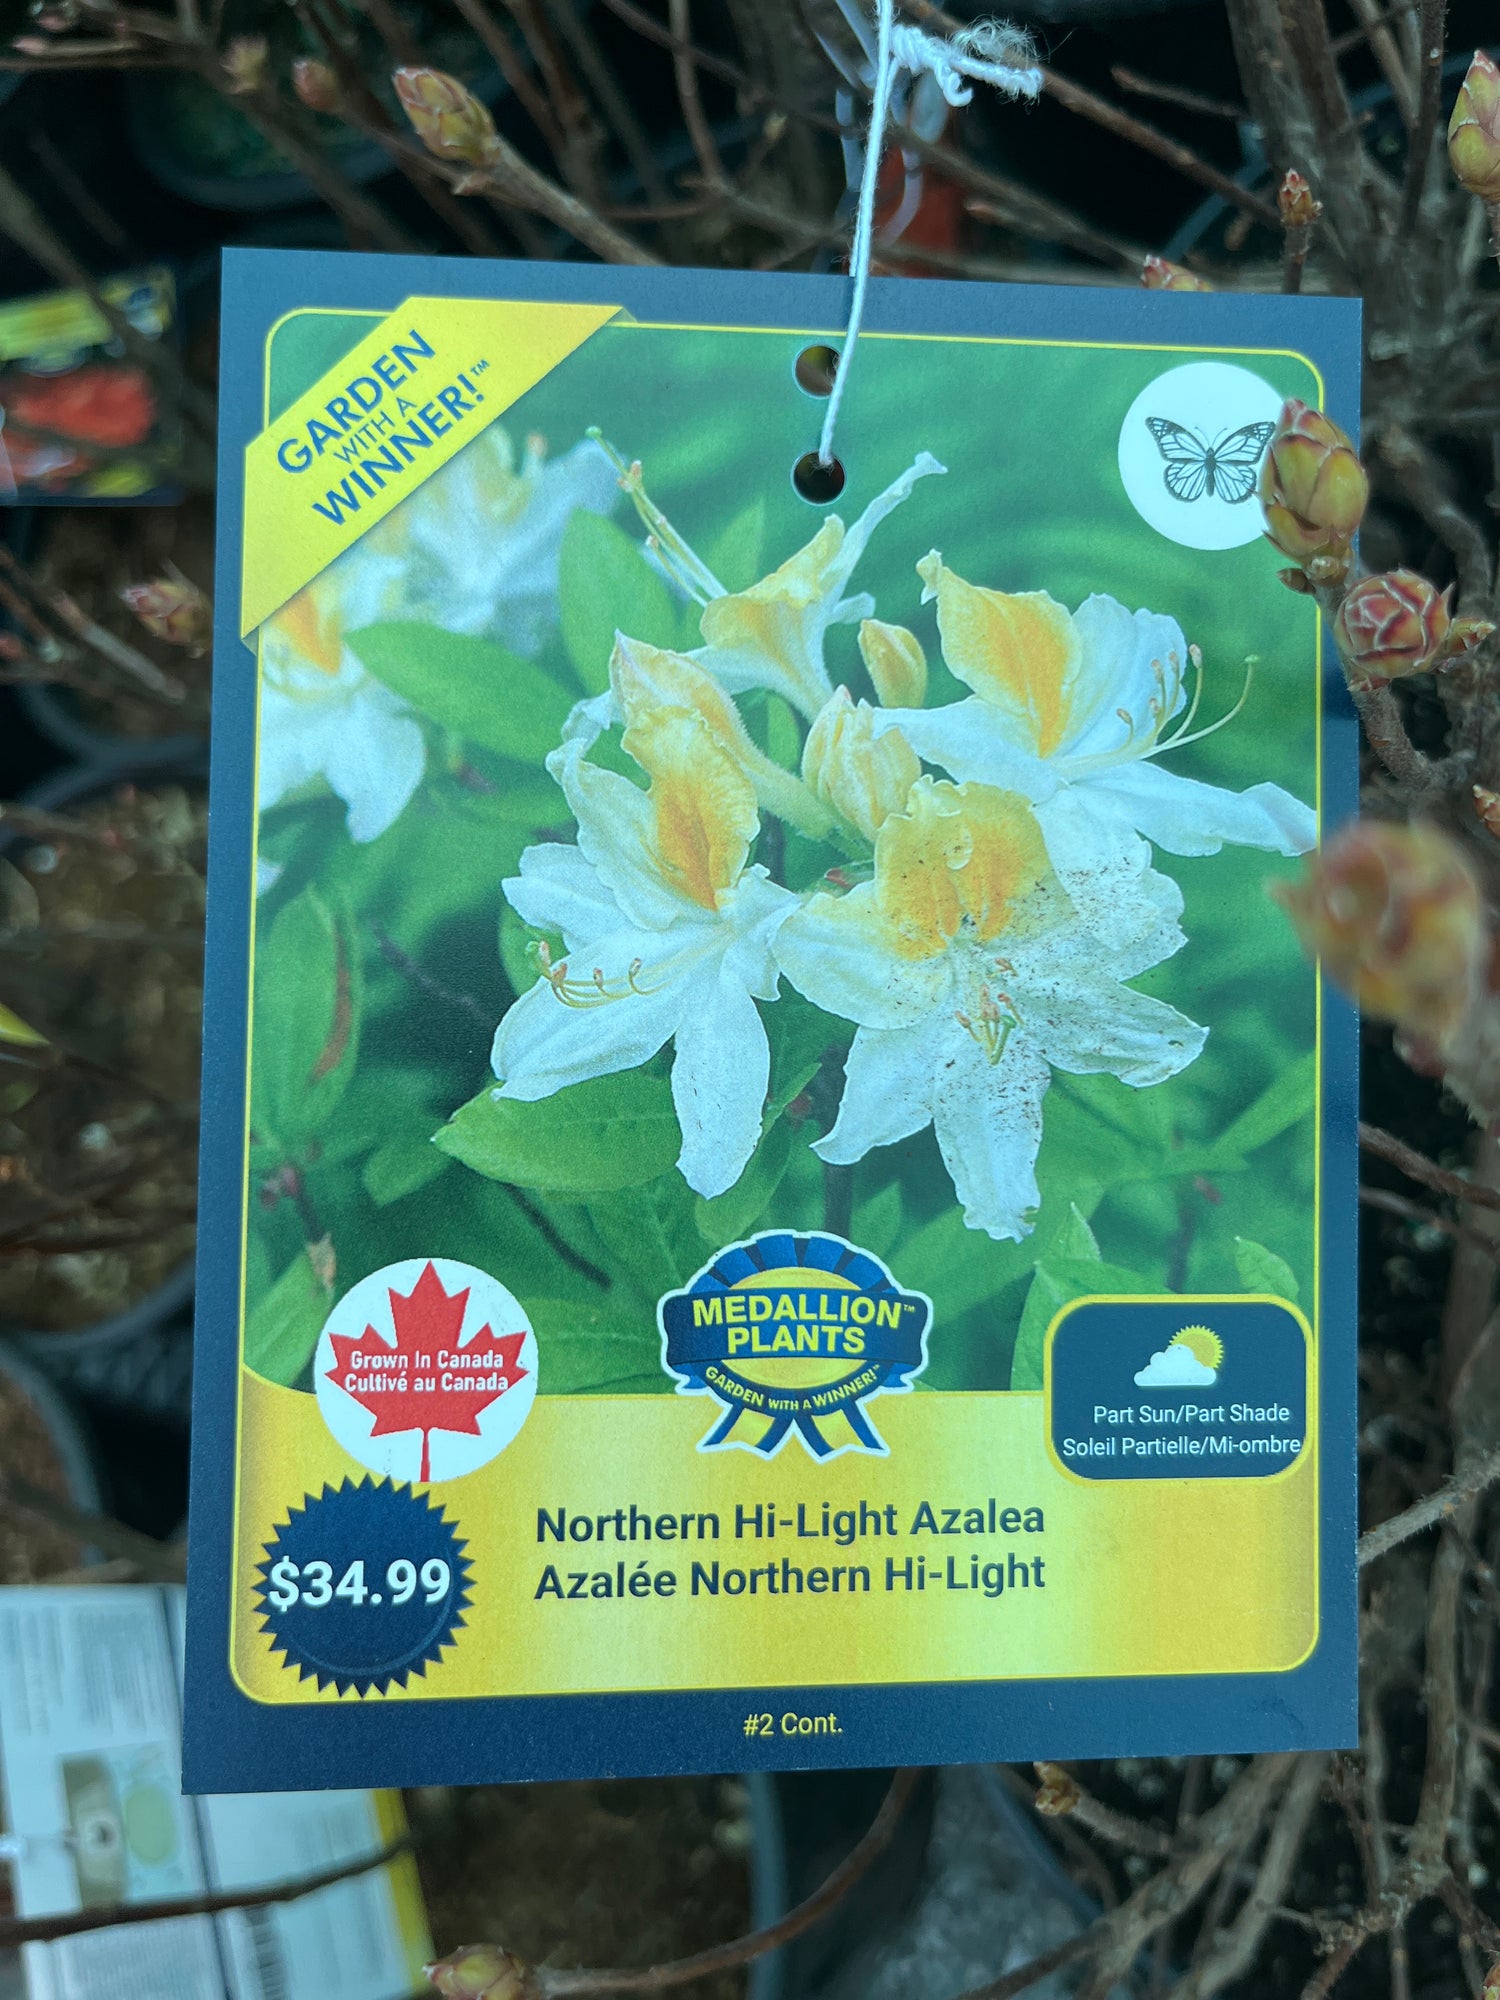 GARDEN
WITH A
WINNER!™
MEDALLION™
PLANTS
GARDEN WITH A WINNER!™
Grown In Canada
Cultivé au Canada
Part Sun/Part Shade
Soleil Partielle/Mi-ombre
$34.99
Northern Hi-Light Azalea
Azalée Northern Hi-Light
#2 Cont.